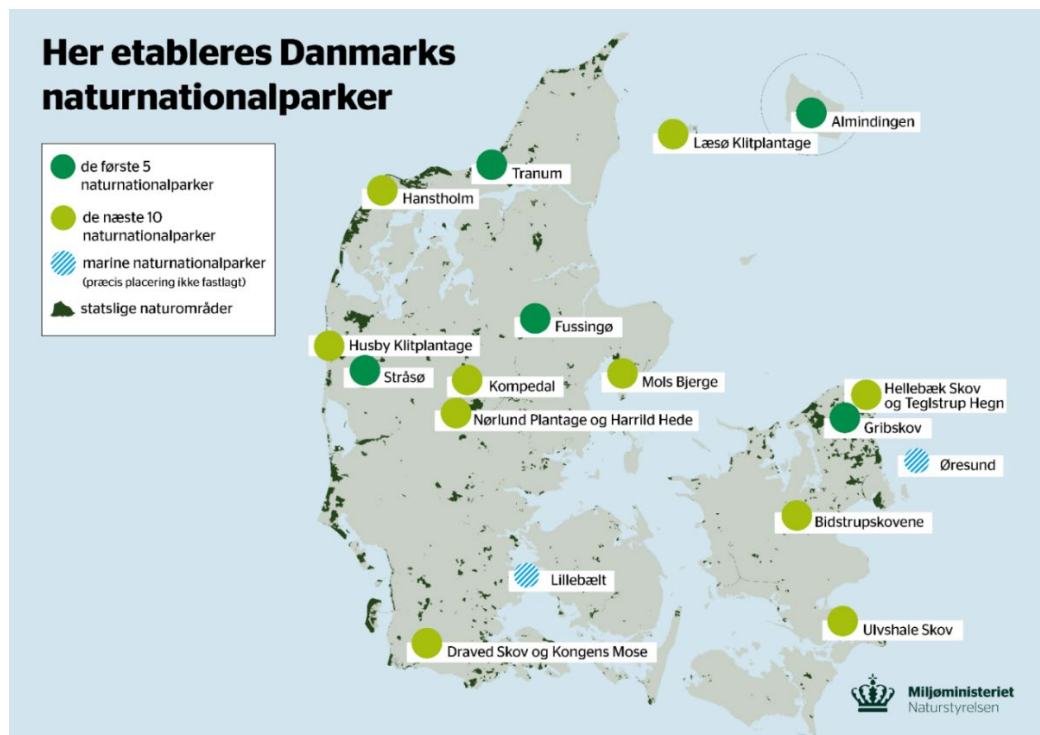 Her etableres Danmarks
naturnationalparker
de første 5
naturnationalparker
de næste 10
naturnationalparker
marine naturnationalparker
(præcis placering ikke fastlagt)
statslige naturområder
Almindingen
Læsø Klitplantage
Tranum
Hanstholm
Fussingø
Husby Klitplantage
Stråsø
Kompedal
Mols Bjerge
Nørlund Plantage og Harrild Hede
Hellebæk Skov
og Teglstrup Hegn
Gribskov
Øresund
Bidstrupskovene
Lillebælt
Ulvshale Skov
Draved Skov og Kongens Mose
Miljøministeriet
Naturstyrelsen